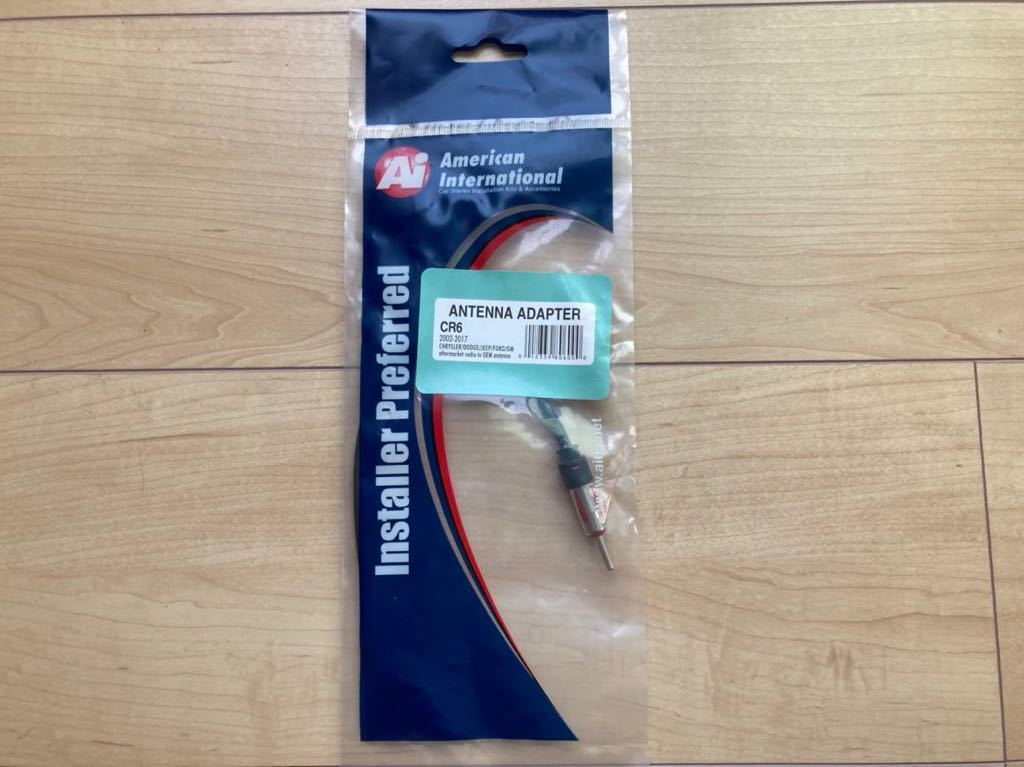 Ai
American
International
Car Stereo Installation Kits & Accessories
Installer Preferred
ANTENNA ADAPTER
CR6
2002-2017
CHRYSLER/DODGE/JEEP/FORD/GM
aftermarket radio to OEM antenna